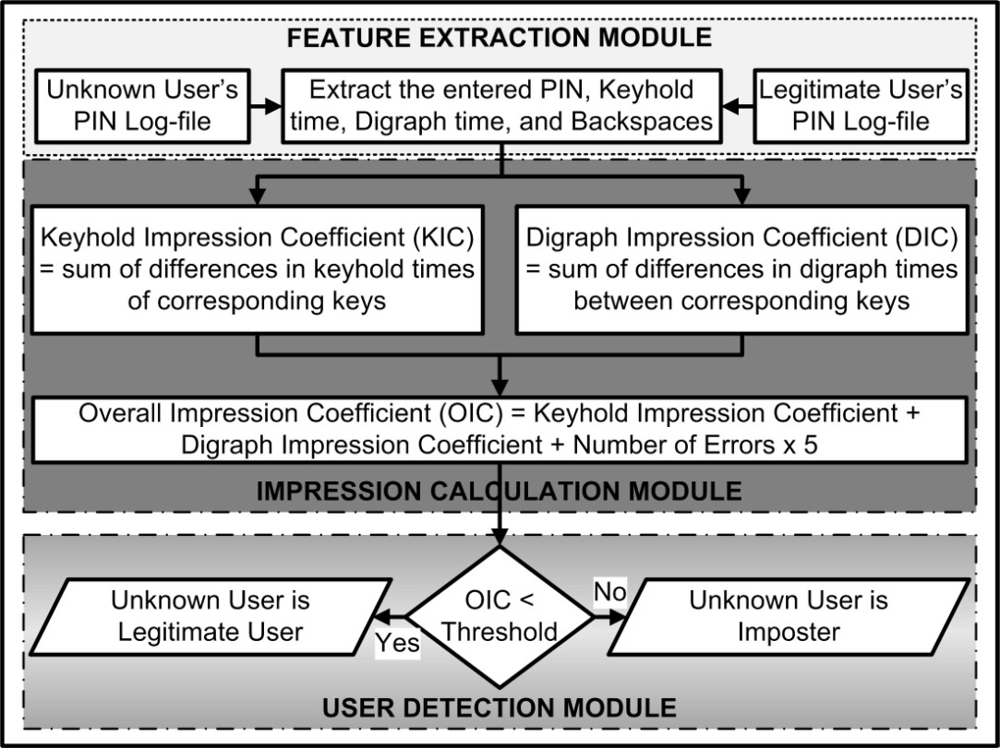 FEATURE EXTRACTION MODULE
Unknown User's
PIN Log-file
Extract the entered PIN, Keyhold
time, Digraph time, and Backspaces
Legitimate User's
PIN Log-file
Keyhold Impression Coefficient (KIC)
= sum of differences in keyhold times
of corresponding keys
Digraph Impression Coefficient (DIC)
= sum of differences in digraph times
between corresponding keys
Overall Impression Coefficient (OIC) = Keyhold Impression Coefficient +
Digraph Impression Coefficient + Number of Errors x 5
IMPRESSION CALCULATION MODULE
Unknown User is
Legitimate User
Yes
OIC <
Threshold
No
Unknown User is
Imposter
USER DETECTION MODULE